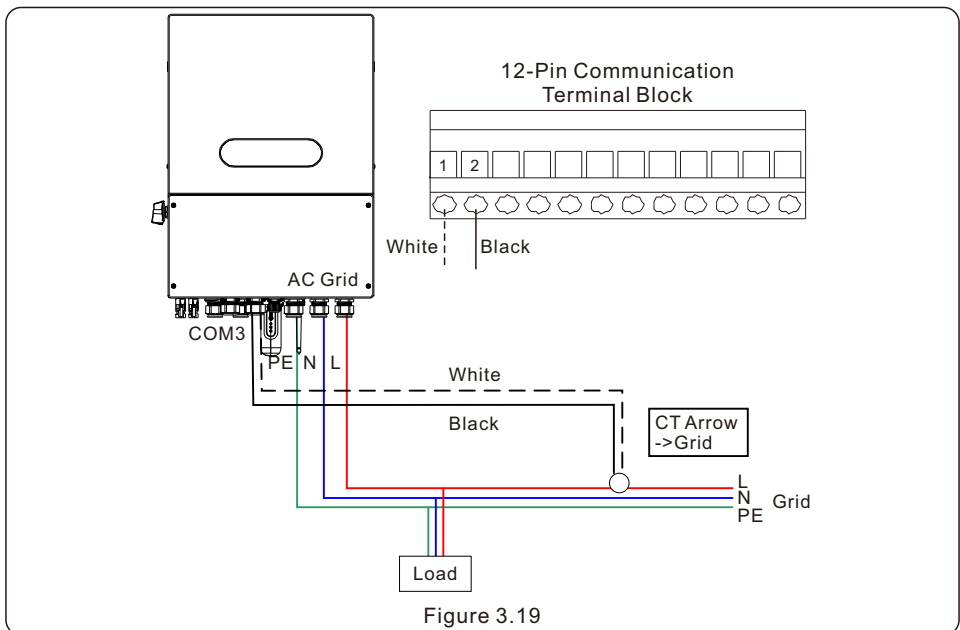 12-Pin Communication
Terminal Block
1 2
White
Black
AC Grid
COM3
PE N L
White
Black
CT Arrow
->Grid
L
N
Grid
PE
Load
Figure 3.19